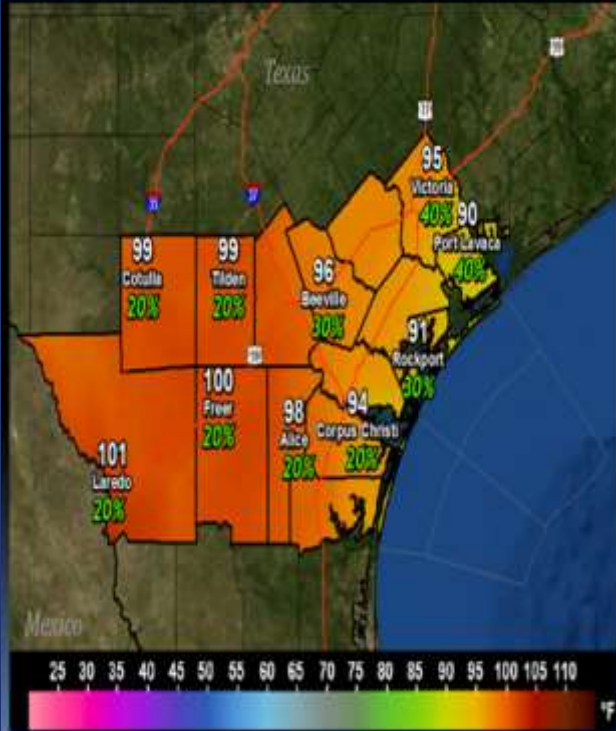 Texas
95
Victoria
40%
90
Port Lavaca
40%
35
37
99
Cotulla
20%
99
Tilden
20%
96
Beeville
30%
91
Rockport
30%
100
Freer
20%
98
Alice
20%
94
Corpus Christi
20%
101
Laredo
20%
Mexico
25 30 35 40 45 50 55 60 65 70 75 80 85 90 95 100 105 110
°F